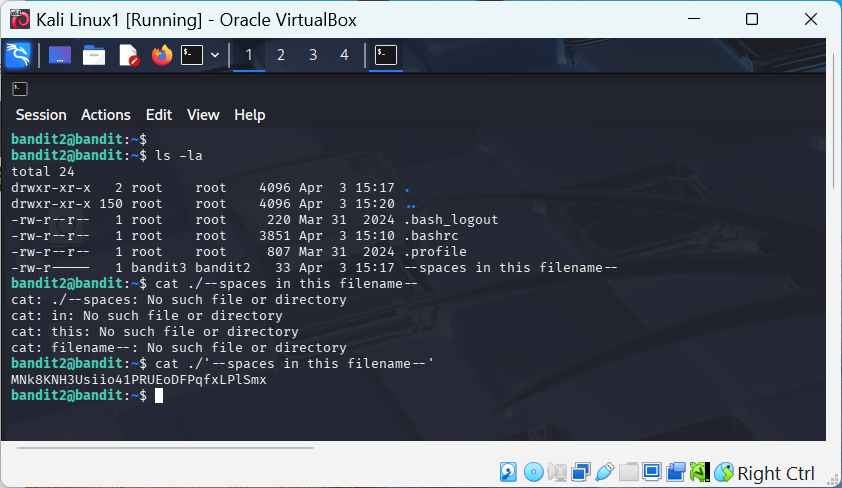 Kali Linux1 [Running] - Oracle VirtualBox
1 2 3 4
Session Actions Edit View Help
bandit2@bandit:~$
bandit2@bandit:~$ ls -la
total 24
drwxr-xr-x   2 root    root    4096 Apr  3 15:17 .
drwxr-xr-x 150 root    root    4096 Apr  3 15:20 ..
-rw-r--r--   1 root    root     220 Mar 31  2024 .bash_logout
-rw-r--r--   1 root    root    3851 Apr  3 15:10 .bashrc
-rw-r--r--   1 root    root     807 Mar 31  2024 .profile
-rw-r-----   1 bandit3 bandit2   33 Apr  3 15:17 --spaces in this filename--
bandit2@bandit:~$ cat ./--spaces in this filename--
cat: ./--spaces: No such file or directory
cat: in: No such file or directory
cat: this: No such file or directory
cat: filename--: No such file or directory
bandit2@bandit:~$ cat ./'--spaces in this filename--'
MNk8KNH3Usiio41PRUEoDFPqfxLPlSmx
bandit2@bandit:~$
Right Ctrl